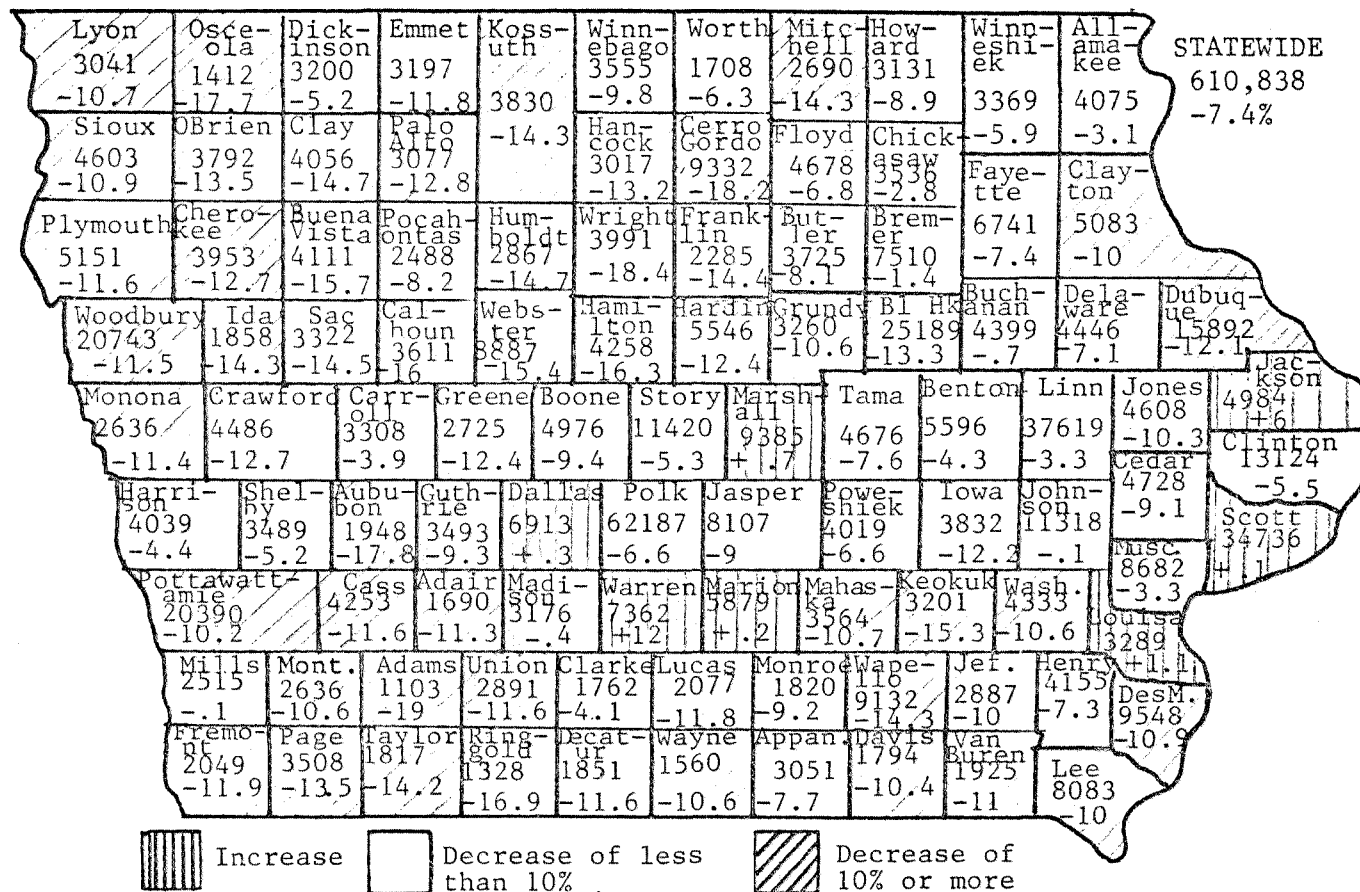 Lyon
3041
-10.7
Osce-
ola
1412
-17.7
Dick-
inson
3200
-5.2
Emmet
3197
-11.8
Koss-
uth
3830
-14.3
Winn-
ebago
3555
-9.8
Worth
1708
-6.3
Mitc-
hell
2690
-14.3
How-
ard
3131
-8.9
Winn-
eshi-
ek
3369
-5.9
All-
ama-
kee
4075
-3.1
STATEWIDE
610,838
-7.4%
Sioux
4603
-10.9
OBrien
3792
-13.5
Clay
4056
-14.7
Palo
Alto
3077
-12.8
Han-
cock
3017
-13.2
Cerro
Gordo
9332
-18.2
Floyd
4678
-6.8
Chick-
asaw
3536
-2.8
Faye-
tte
6741
-7.4
Clay-
ton
5083
-10
Plymouth
5151
-11.6
Chero-
kee
3953
-12.7
Buena
Vista
4111
-15.7
Pocah-
ontas
2488
-8.2
Hum-
boldt
2867
-14.7
Wright
3991
-18.4
Frank-
lin
2285
-14.4
But-
ler
3725
-8.1
Brem-
er
7510
-1.4
Woodbury
20743
-11.5
Ida
1858
-14.3
Sac
3322
-14.5
Cal-
houn
3611
-16
Webs-
ter
8887
-15.4
Hami-
lton
4258
-16.3
Hardin
5546
-12.4
Grundy
3260
-10.6
Bl Hk
25189
-13.3
Buch-
anan
4399
-.7
Dela-
ware
4446
-7.1
Dubuq-
ue
15892
-12.1
Monona
2636
-11.4
Crawford
4486
-12.7
Carr-
oll
3308
-3.9
Greene
2725
-12.4
Boone
4976
-9.4
Story
11420
-5.3
Marsh-
all
9385
+.7
Tama
4676
-7.6
Benton
5596
-4.3
Linn
37619
-3.3
Jones
4608
-10.3
Jac-
kson
4984
+6
Clinton
13124
-5.5
Harri-
son
4039
-4.4
Shel-
by
3489
-5.2
Aubu-
bon
1948
-17.8
Guth-
rie
3493
-9.3
Dallas
6913
+.3
Polk
62187
-6.6
Jasper
8107
-9
Powe-
shiek
4019
-6.6
Iowa
3832
-12.2
John-
son
11318
-.1
Cedar
4728
-9.1
Scott
34736
+.1
Musc.
8682
-3.3
Pottawatt-
amie
20390
-10.2
Cass
4253
-11.6
Adair
1690
-11.3
Madi-
son
3176
-.4
Warren
7362
+12
Marion
5879
+.2
Mahas-
ka
3564
-10.7
Keokuk
3201
-15.3
Wash.
4333
-10.6
Louisa
3289
+1.1
Mills
2515
-.1
Mont.
2636
-10.6
Adams
1103
-19
Union
2891
-11.6
Clarke
1762
-4.1
Lucas
2077
-11.8
Monroe
1820
-9.2
Wape-
llo
9132
-14.3
Jef.
2887
-10
Henry
4155
-7.3
DesM.
9548
-10.9
Fremo-
nt
2049
-11.9
Page
3508
-13.5
Taylor
1817
-14.2
Ring-
gold
1328
-16.9
Decat-
ur
1851
-11.6
Wayne
1560
-10.6
Appan.
3051
-7.7
Davis
1794
-10.4
Van
Buren
1925
-11
Lee
8083
-10
Increase
Decrease of less
than 10%
Decrease of
10% or more